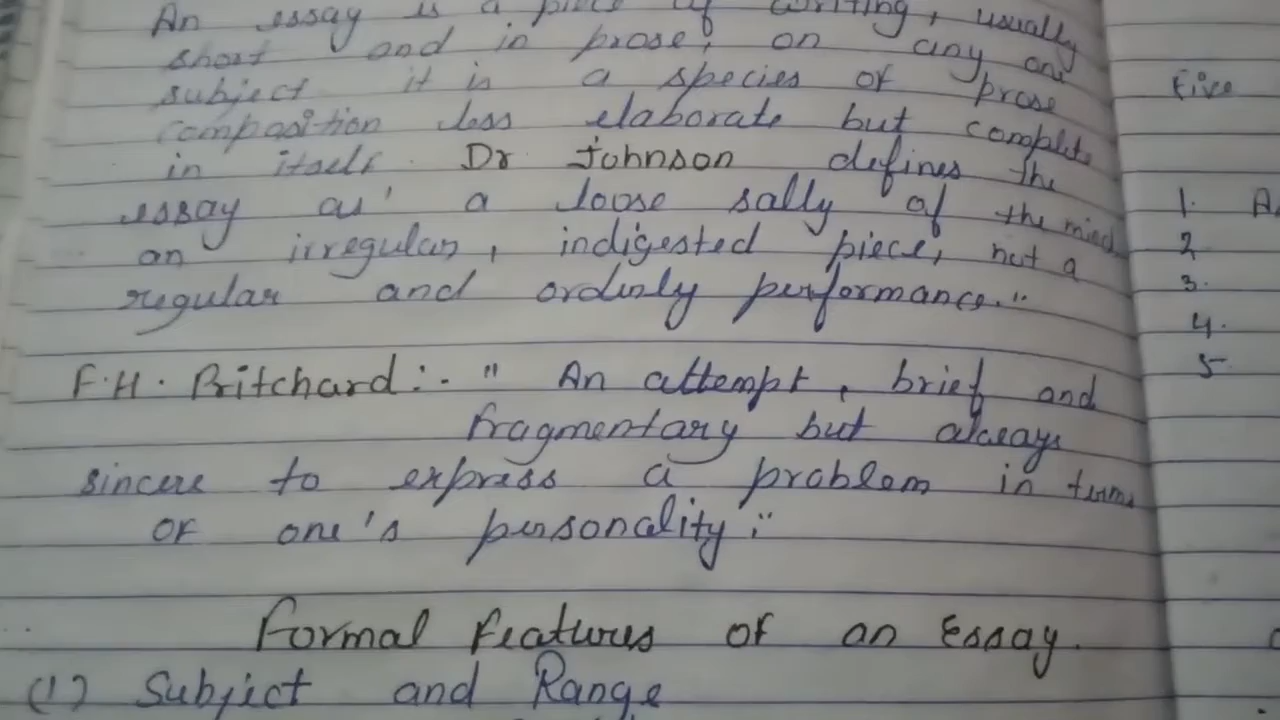 An essay is a piece of writing, usually
short and in prose, on any one
subject it is a species of prose
composition less elaborate but complete
in itself. Dr Johnson defines the
essay as' a loose sally of the mind
an irregular, indigested piece, not a
regular and orderly performance."
F.H. Pritchard:- " An attempt, brief and
fragmentary but always
sincere to express a problem in terms
of one's personality."
Formal Features of an Essay.
(1) Subject and Range
Five
1.
2
3.
4.
5